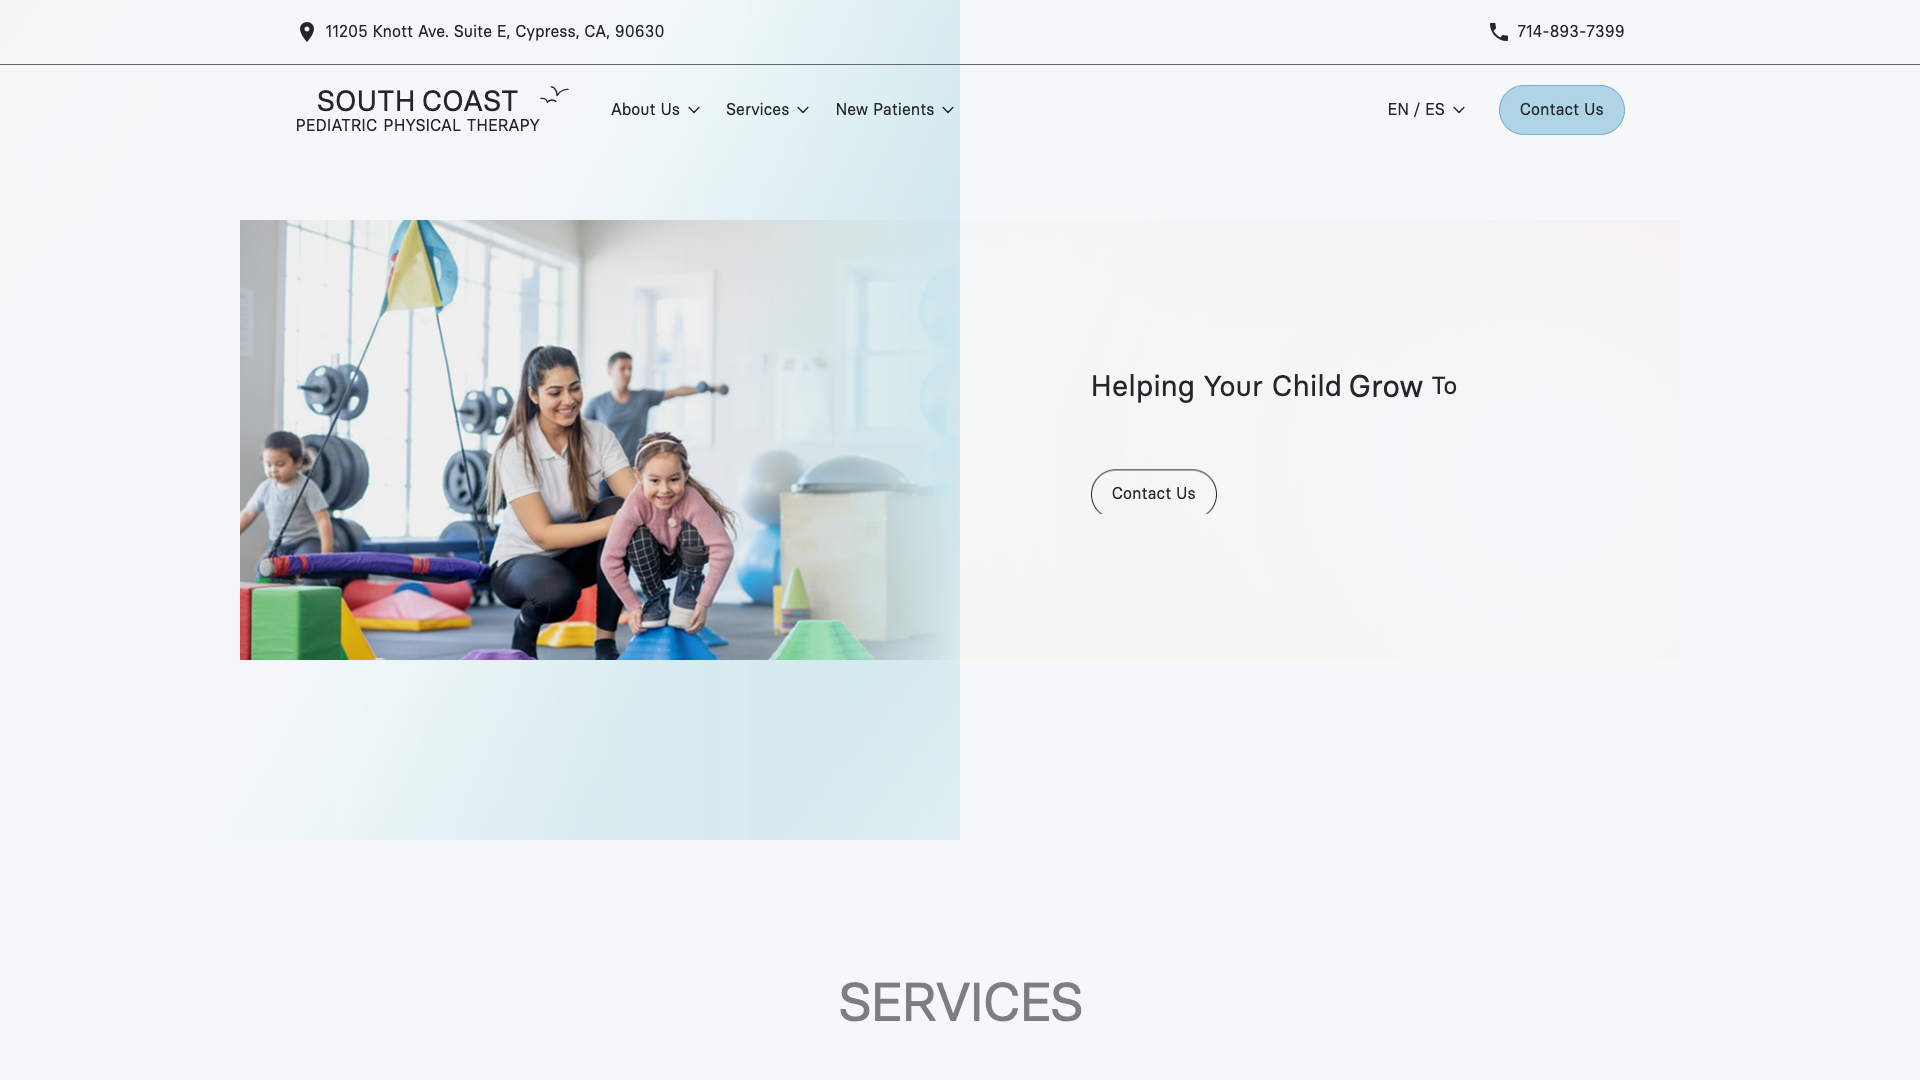 11205 Knott Ave. Suite E, Cypress, CA, 90630
714-893-7399
SOUTH COAST
PEDIATRIC PHYSICAL THERAPY
About Us
Services
New Patients
EN / ES
Contact Us
Helping Your Child Grow To
Contact Us
SERVICES